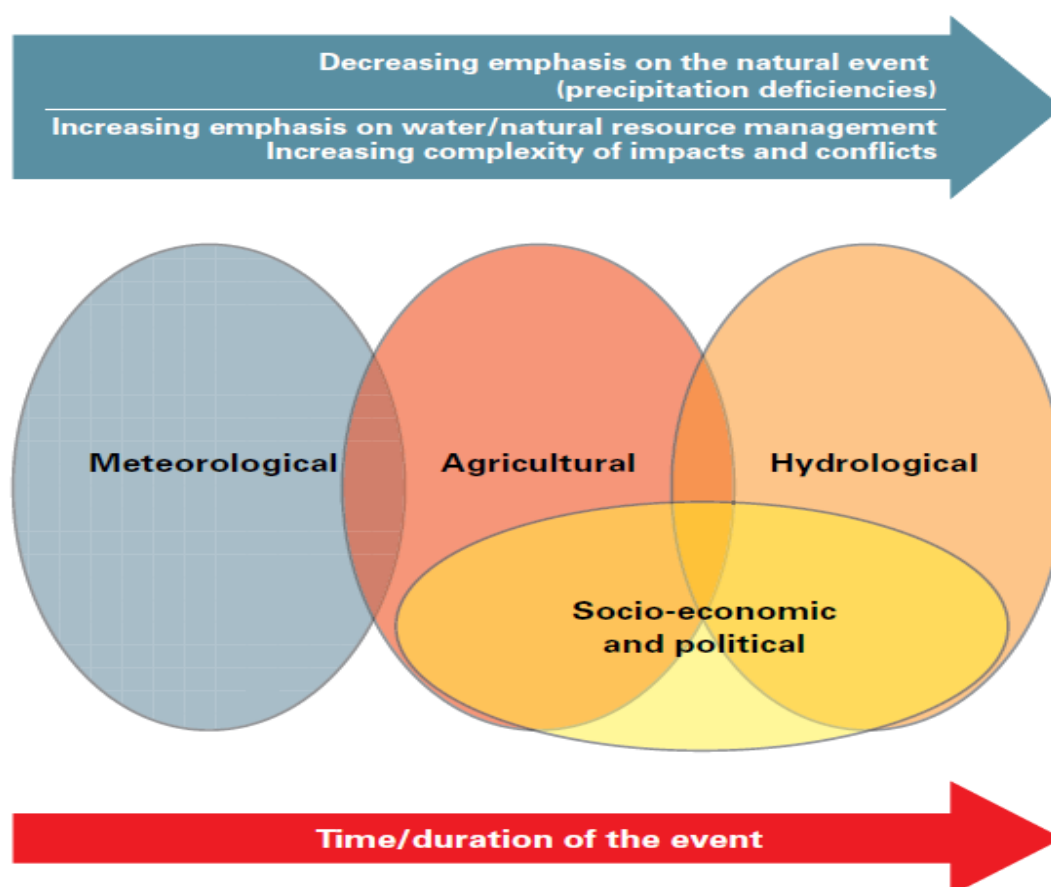 Decreasing emphasis on the natural event
(precipitation deficiencies)
Increasing emphasis on water/natural resource management
Increasing complexity of impacts and conflicts
Meteorological
Agricultural
Hydrological
Socio-economic
and political
Time/duration of the event